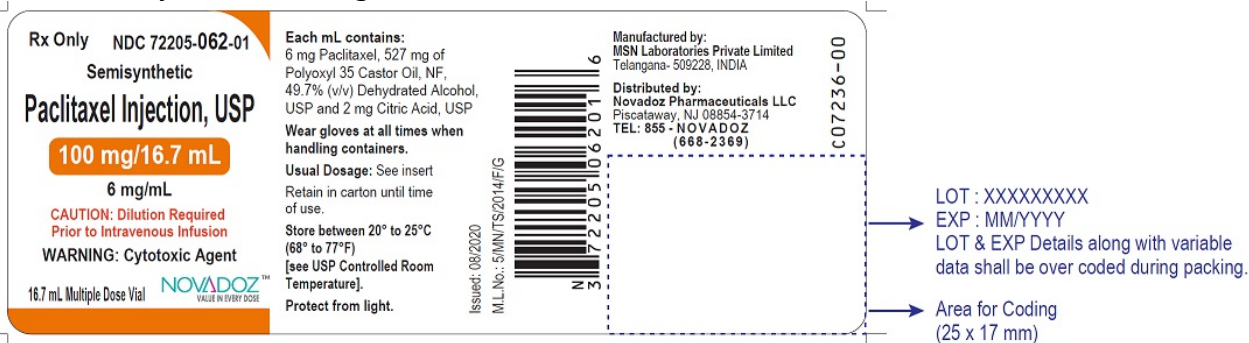 Rx Only NDC 72205-062-01
Semisynthetic
Paclitaxel Injection, USP
100 mg/16.7 mL
6 mg/mL
CAUTION: Dilution Required
Prior to Intravenous Infusion
WARNING: Cytotoxic Agent
16.7 mL Multiple Dose Vial
NOVADOZ™
VALUE IN EVERY DOSE
Each mL contains:
6 mg Paclitaxel, 527 mg of
Polyoxyl 35 Castor Oil, NF,
49.7% (v/v) Dehydrated Alcohol,
USP and 2 mg Citric Acid, USP
Wear gloves at all times when
handling containers.
Usual Dosage: See insert
Retain in carton until time
of use.
Store between 20° to 25°C
(68° to 77°F)
[see USP Controlled Room
Temperature].
Protect from light.
Issued: 08/2020
M.L.No.: 5/MN/TS/2014/F/G
N 3 72205 06201 6
Manufactured by:
MSN Laboratories Private Limited
Telangana- 509228, INDIA
Distributed by:
Novadoz Pharmaceuticals LLC
Piscataway, NJ 08854-3714
TEL: 855 - NOVADOZ
(668-2369)
C07236-00
LOT : XXXXXXXXX
EXP : MM/YYYY
LOT & EXP Details along with variable
data shall be over coded during packing.
Area for Coding
(25 x 17 mm)